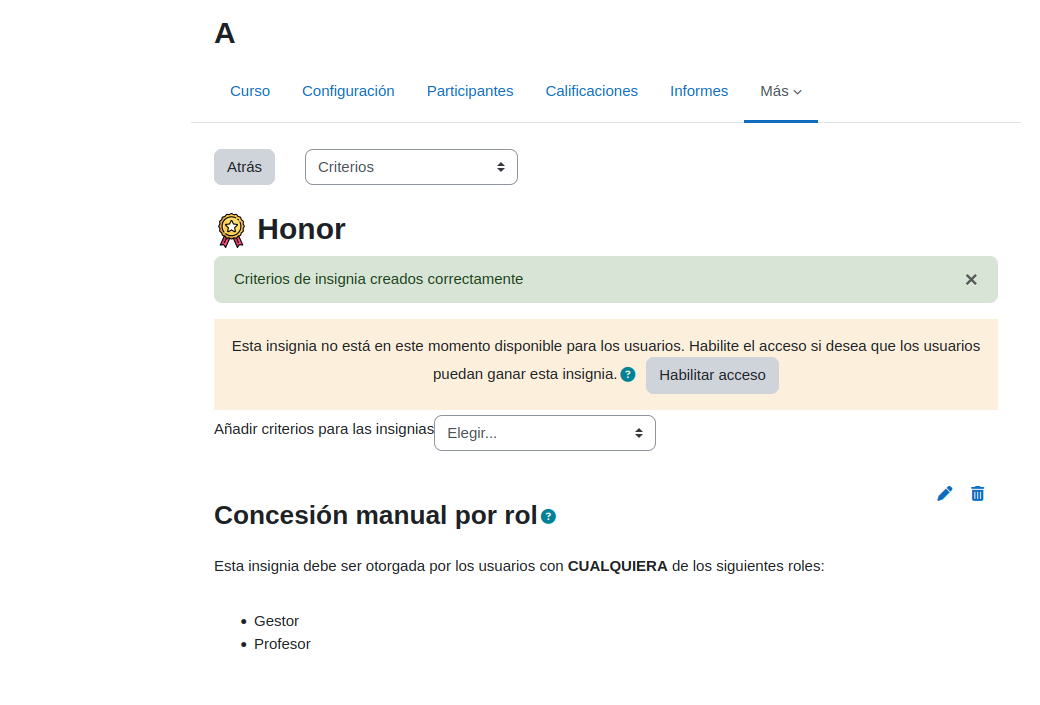 A
Curso Configuración Participantes Calificaciones Informes Más
Atrás Criterios
Honor
Criterios de insignia creados correctamente
Esta insignia no está en este momento disponible para los usuarios. Habilite el acceso si desea que los usuarios
puedan ganar esta insignia. Habilitar acceso
Añadir criterios para las insignias Elegir...
Concesión manual por rol
Esta insignia debe ser otorgada por los usuarios con CUALQUIERA de los siguientes roles:
• Gestor
• Profesor